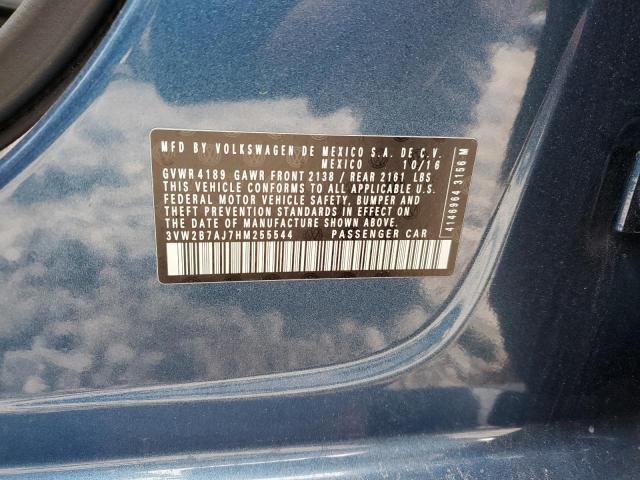 MFD BY VOLKSWAGEN DE MEXICO S.A. DE C.V.
MEXICO 10/16
GVWR 4189 GAWR FRONT 2138 / REAR 2161 LBS
THIS VEHICLE CONFORMS TO ALL APPLICABLE U.S.
FEDERAL MOTOR VEHICLE SAFETY, BUMPER AND
THEFT PREVENTION STANDARDS IN EFFECT ON
THE DATE OF MANUFACTURE SHOWN ABOVE.
3VW2B7AJ7HM255544 PASSENGER CAR
4146964 3156 M